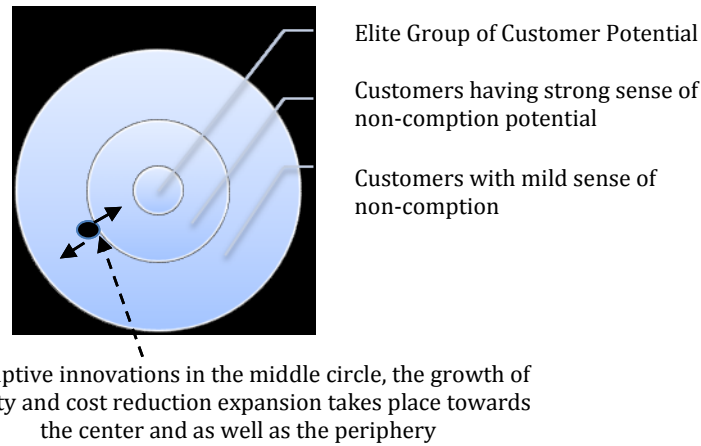 Elite Group of Customer Potential
Customers having strong sense of
non-comption potential
Customers with mild sense of
non-comption
innovations in the middle circle, the growth of
and cost reduction expansion takes place towards
the center and as well as the periphery